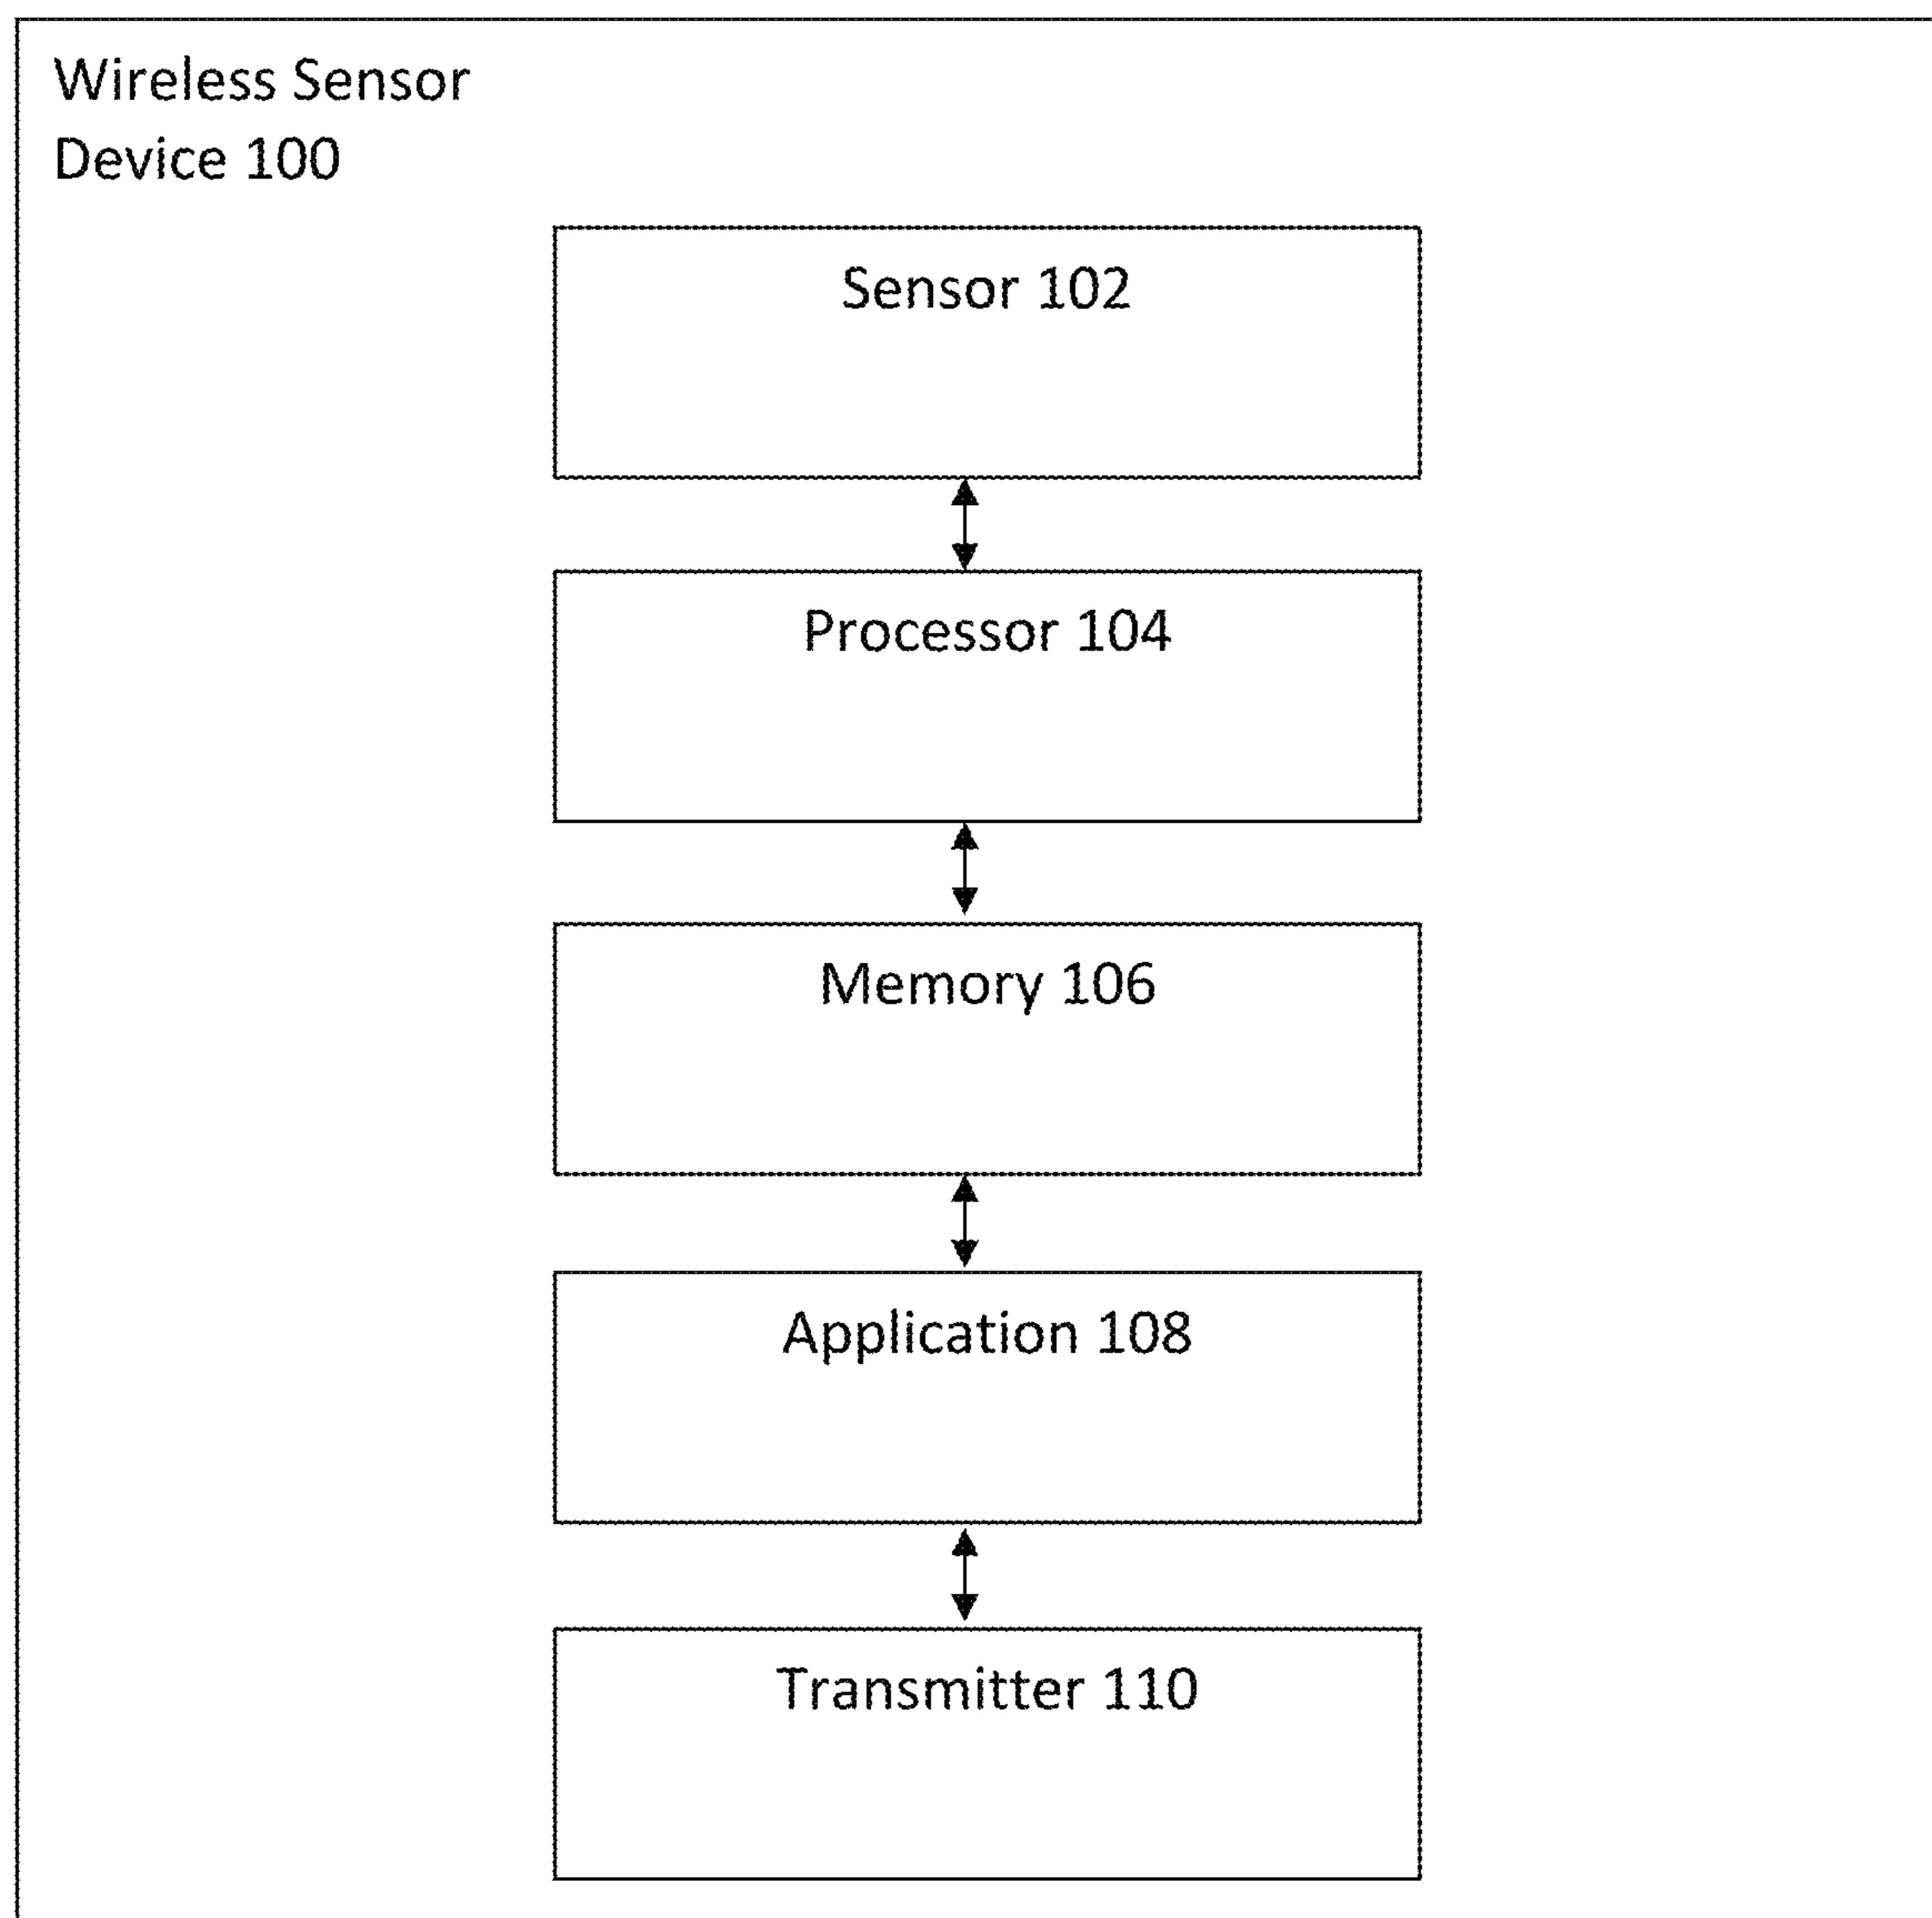 Wireless Sensor
Device 100
Sensor 102
Processor 104
Memory 106
Application 108
Transmitter 110